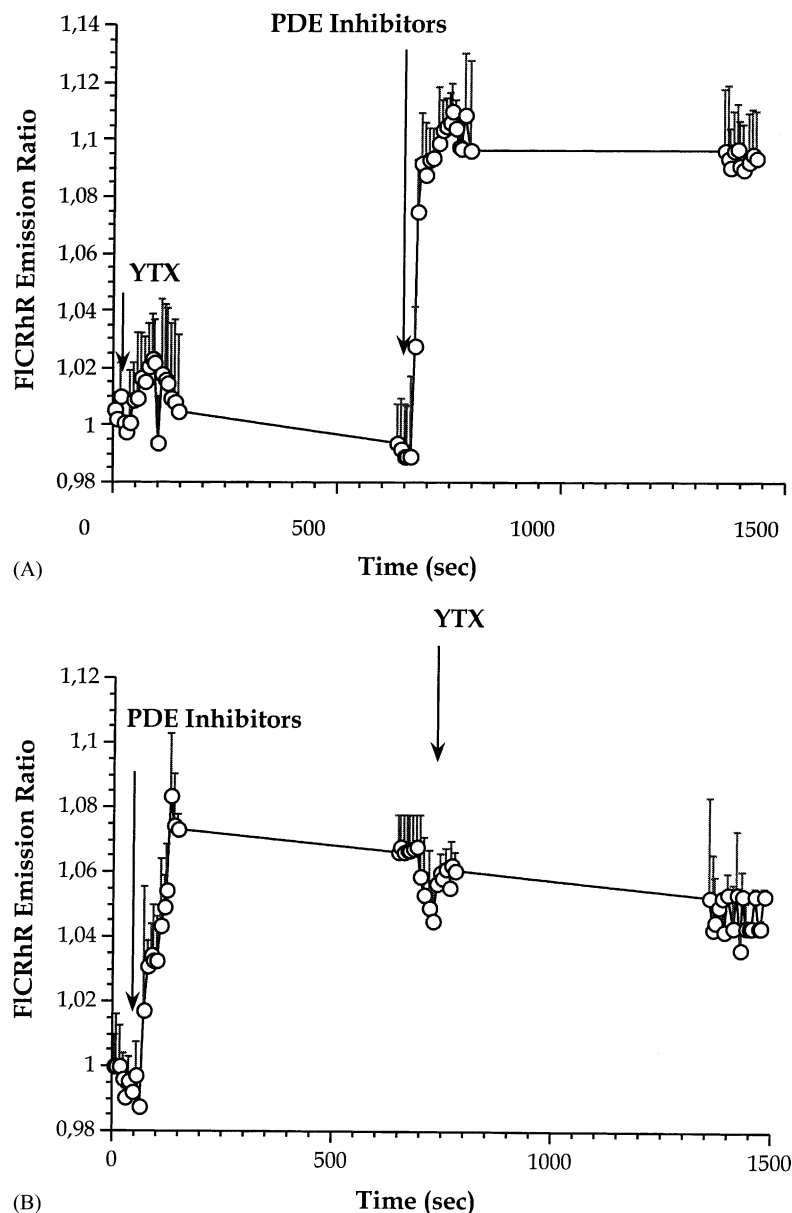 PDE Inhibitors
1,14
1,12
1,1
1,08
1,06
1,04
1,02
1
0,98
YTX
FlCRhR Emission Ratio
0
500
1000
1500
Time (sec)
(A)
YTX
1,12
1,1
1,08
1,06
1,04
1,02
1
0,98
PDE Inhibitors
FlCRhR Emission Ratio
0
500
1000
1500
Time (sec)
(B)